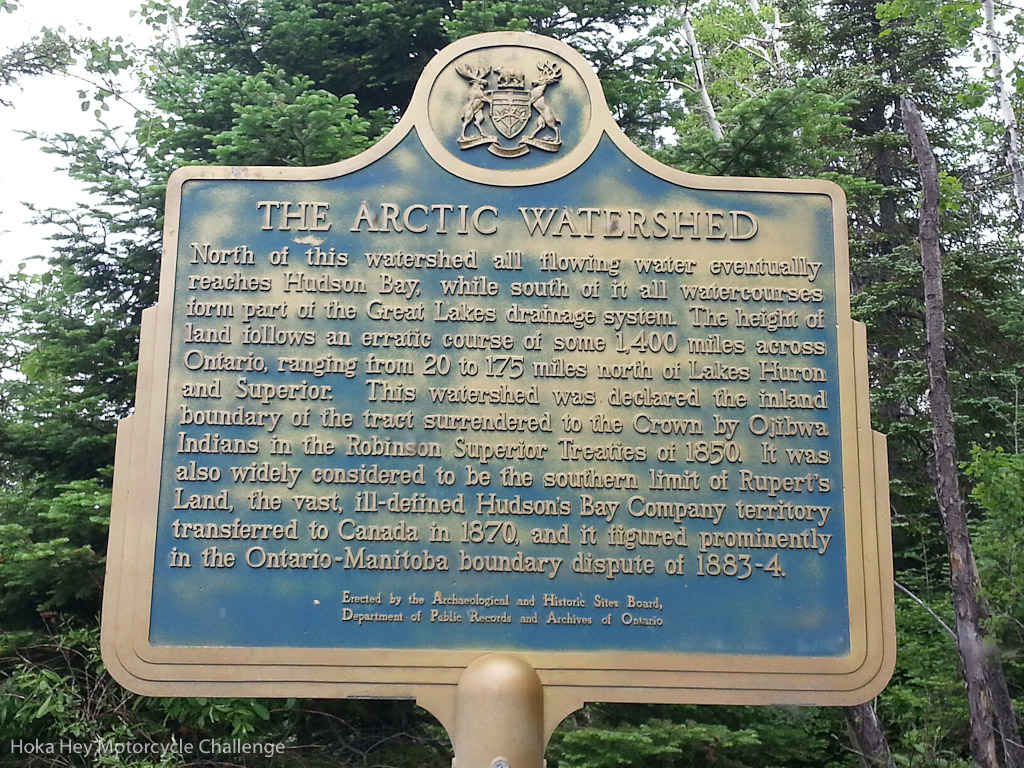 THE ARCTIC WATERSHED
North of this watershed all flowing water eventually
reaches Hudson Bay, while south of it all watercourses
form part of the Great Lakes drainage system. The height of
land follows an erratic course of some 1,400 miles across
Ontario, ranging from 20 to 175 miles north of Lakes Huron
and Superior. This watershed was declared the inland
boundary of the tract surrendered to the Crown by Ojibwa
Indians in the Robinson Superior Treaties of 1850. It was
also widely considered to be the southern limit of Rupert's
Land, the vast, ill-defined Hudson's Bay Company territory
transferred to Canada in 1870, and it figured prominently
in the Ontario-Manitoba boundary dispute of 1883-4.
Erected by the Archaeological and Historic Sites Board,
Department of Public Records and Archives of Ontario
Hoka Hey Motorcycle Challenge